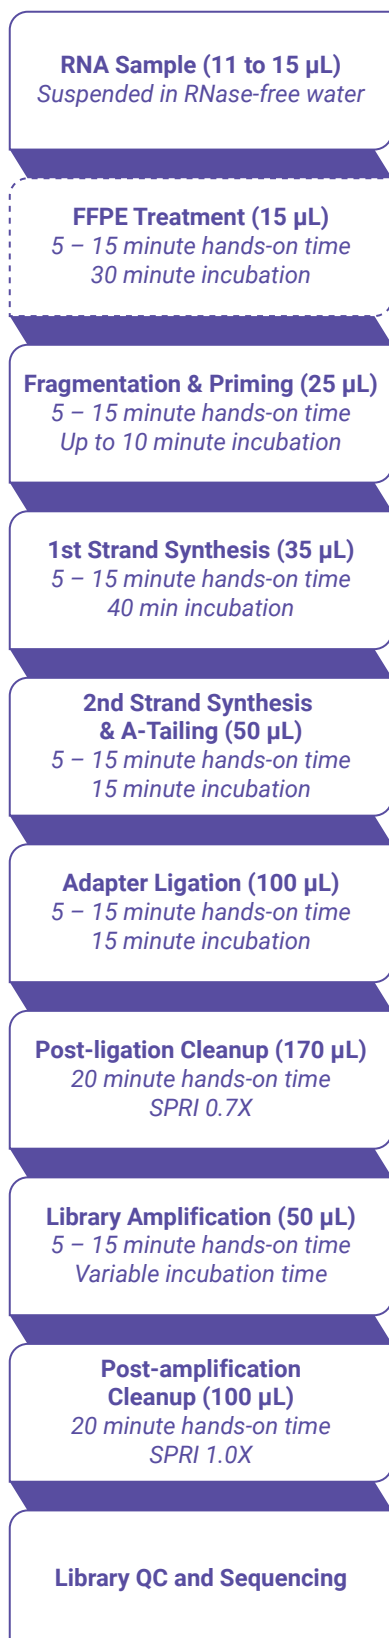 RNA Sample (11 to 15 µL)
Suspended in RNase-free water
FFPE Treatment (15 µL)
5 – 15 minute hands-on time
30 minute incubation
Fragmentation & Priming (25 µL)
5 – 15 minute hands-on time
Up to 10 minute incubation
1st Strand Synthesis (35 µL)
5 – 15 minute hands-on time
40 min incubation
2nd Strand Synthesis
& A-Tailing (50 µL)
5 – 15 minute hands-on time
15 minute incubation
Adapter Ligation (100 µL)
5 – 15 minute hands-on time
15 minute incubation
Post-ligation Cleanup (170 µL)
20 minute hands-on time
SPRI 0.7X
Library Amplification (50 µL)
5 – 15 minute hands-on time
Variable incubation time
Post-amplification
Cleanup (100 µL)
20 minute hands-on time
SPRI 1.0X
Library QC and Sequencing